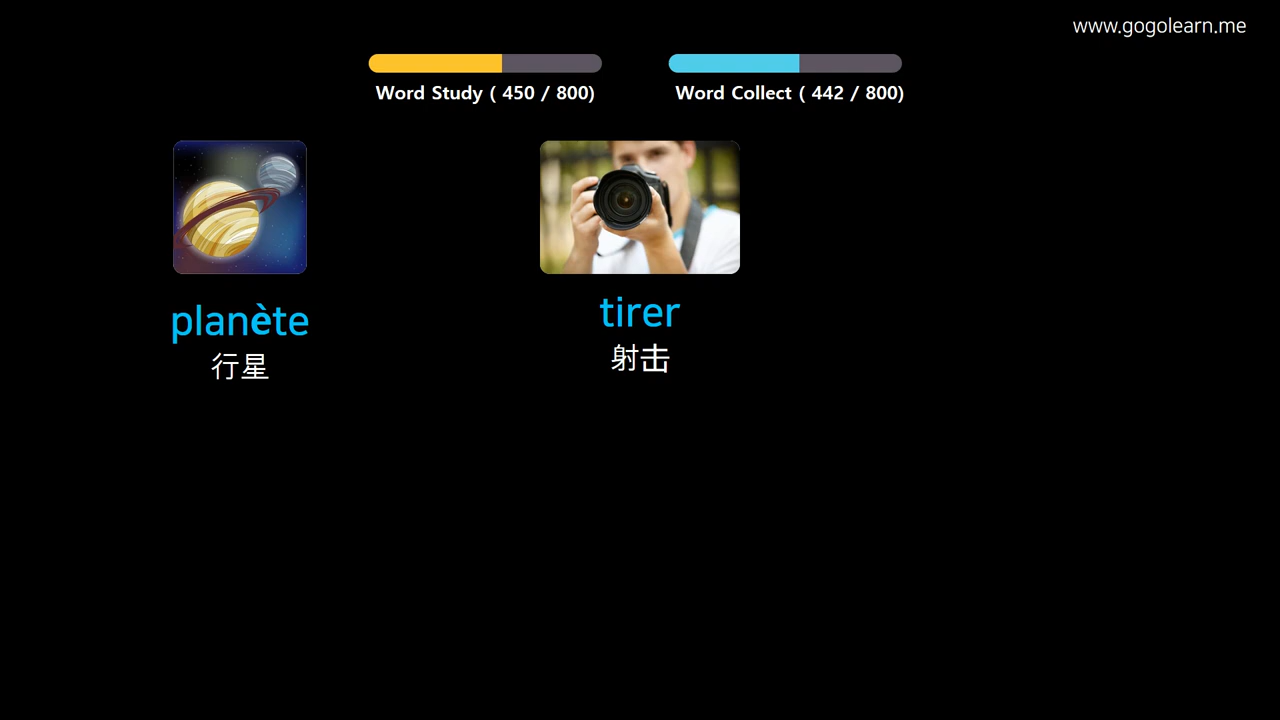 www.gogolearn.me
Word Study ( 450 / 800)
Word Collect ( 442 / 800)
planète
行星
tirer
射击